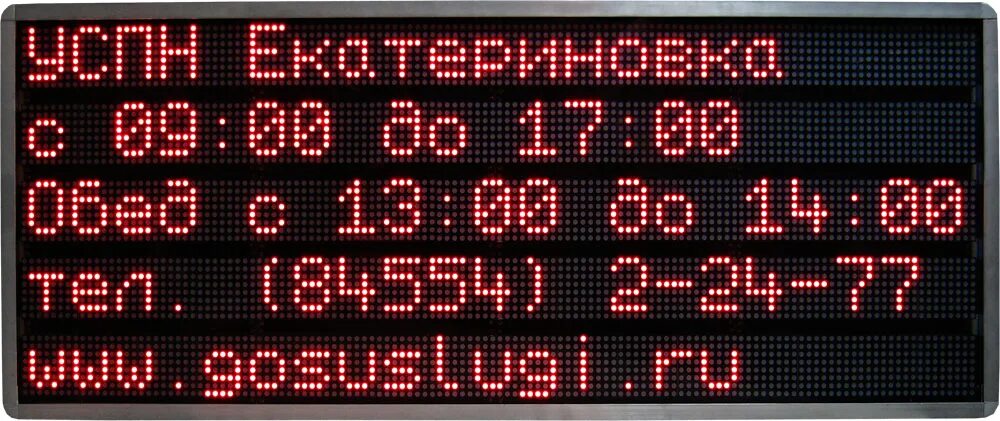 УСПН Екатериновка
с 09:00 до 17:00
Обед с 13:00 до 14:00
тел. (84554) 2-24-77
www.gosuslugi.ru